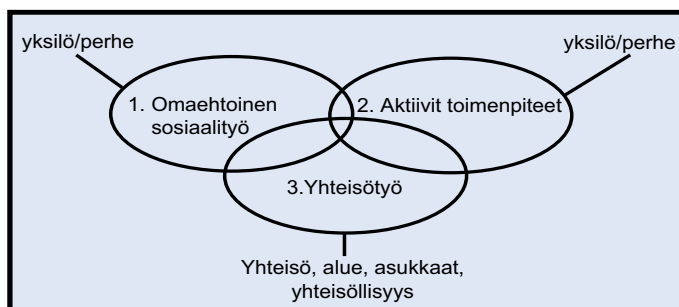 yksilö/perhe
yksilö/perhe
1. Omaehtoinen
sosiaalityö
2. Aktiivit toimenpiteet
3.Yhteisötyö
Yhteisö, alue, asukkaat,
yhteisöllisyys